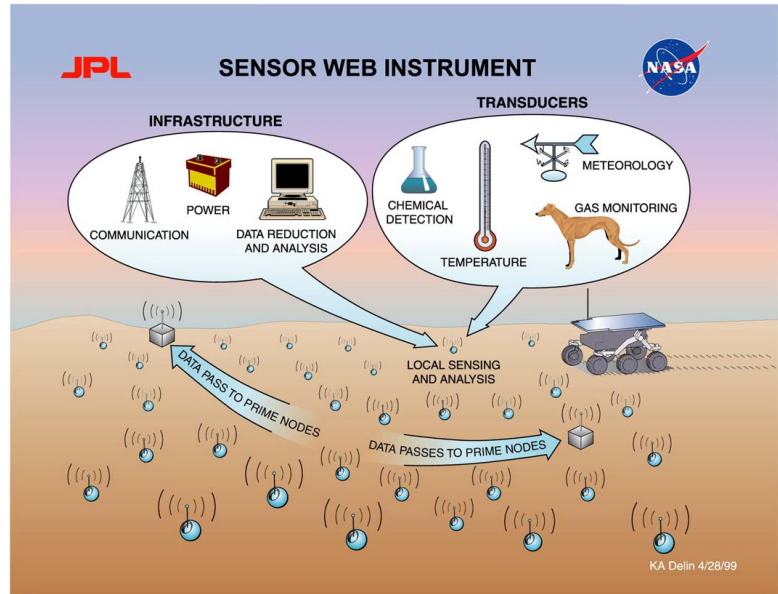 JPL
SENSOR WEB INSTRUMENT
NASA
INFRASTRUCTURE
COMMUNICATION
POWER
DATA REDUCTION
AND ANALYSIS
TRANSDUCERS
CHEMICAL
DETECTION
TEMPERATURE
METEOROLOGY
GAS MONITORING
LOCAL SENSING
AND ANALYSIS
DATA PASS TO PRIME NODES
DATA PASSES TO PRIME NODES
KA Delin 4/28/99